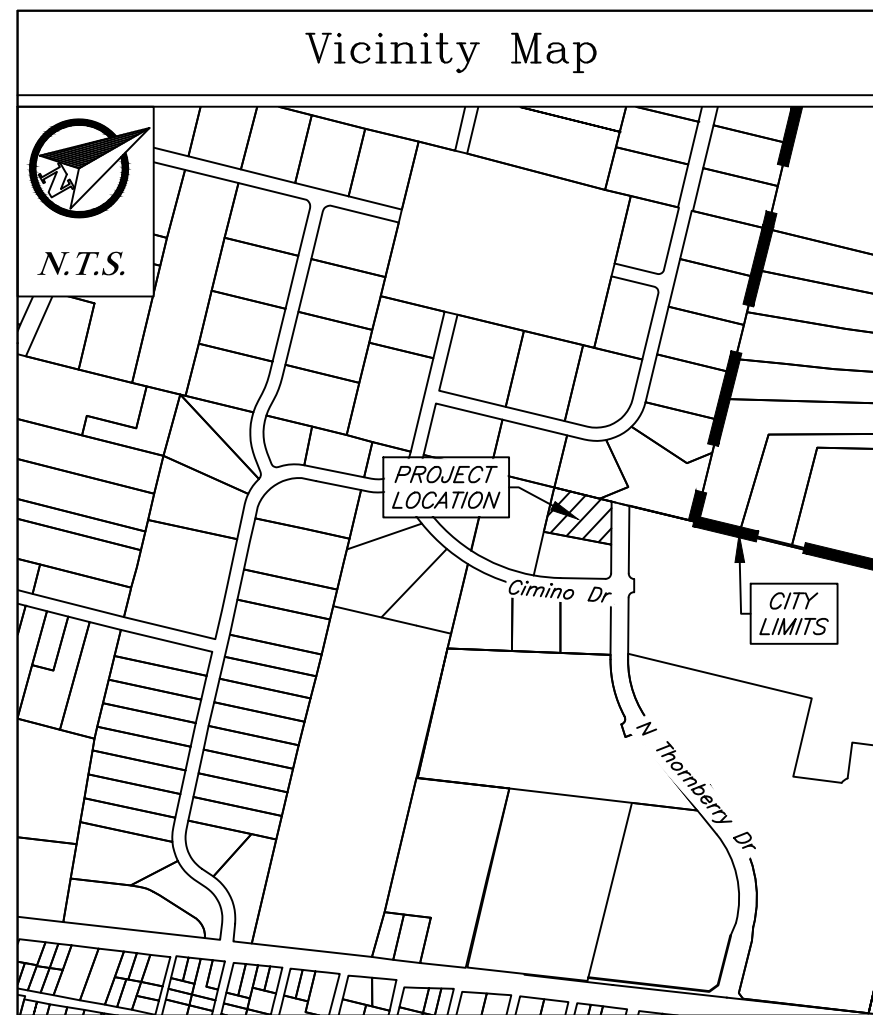 Vicinity Map
N
N.T.S.
PROJECT
LOCATION
Cimino Dr
CITY
LIMITS
N Thornberry Dr